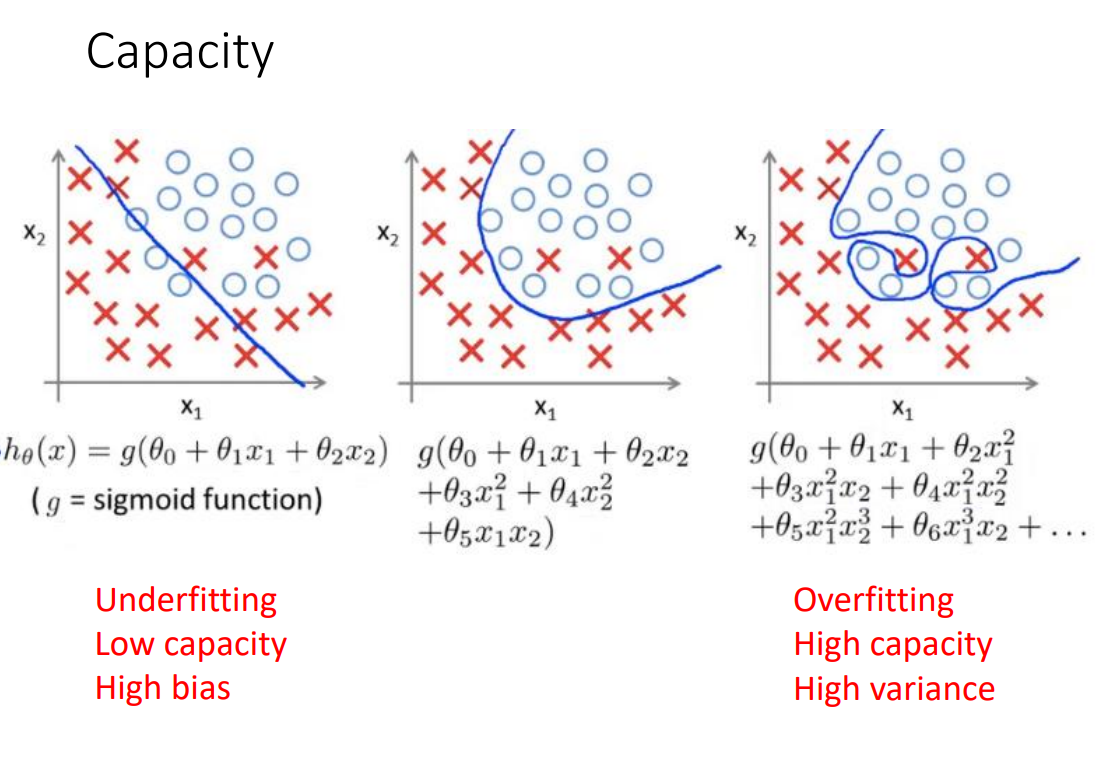 Capacity
x₂
x₁
x₂
x₁
x₂
x₁
h_θ(x) = g(θ₀ + θ₁x₁ + θ₂x₂)
( g = sigmoid function)
g(θ₀ + θ₁x₁ + θ₂x₂
+θ₃x₁² + θ₄x₂²
+θ₅x₁x₂)
g(θ₀ + θ₁x₁ + θ₂x₁²
+θ₃x₁²x₂ + θ₄x₁²x₂²
+θ₅x₁²x₂³ + θ₆x₁³x₂ + ...
Underfitting
Low capacity
High bias
Overfitting
High capacity
High variance